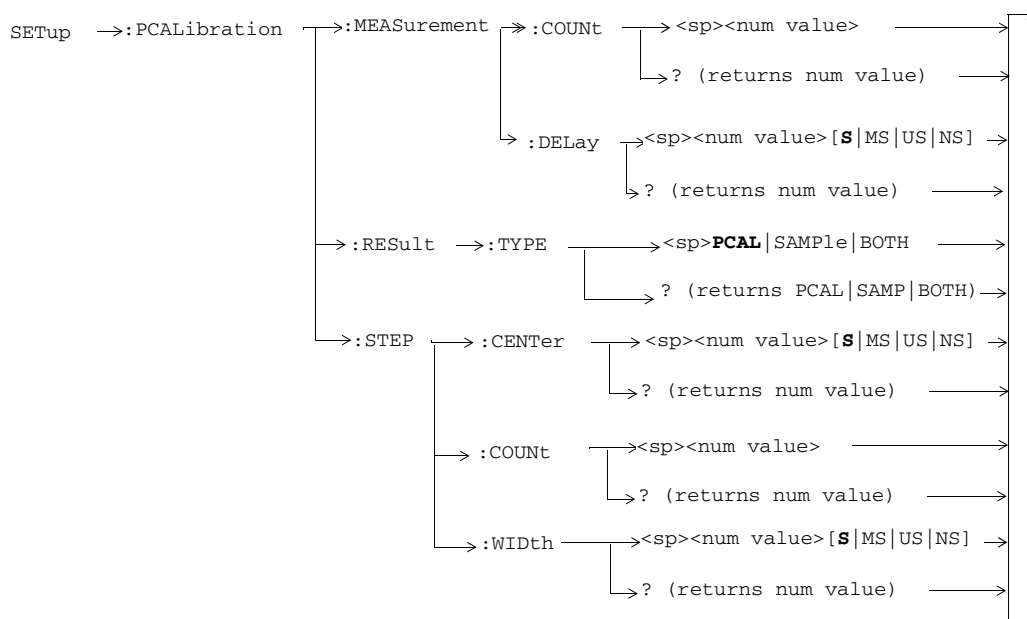 SETup :PCALibration :MEASurement :COUNt <sp><num value>
? (returns num value)
:DELay <sp><num value>[S|MS|US|NS]
? (returns num value)
:RESult :TYPE <sp>PCAL|SAMPle|BOTH
? (returns PCAL|SAMP|BOTH)
:STEP :CENTer <sp><num value>[S|MS|US|NS]
? (returns num value)
:COUNt <sp><num value>
? (returns num value)
:WIDth <sp><num value>[S|MS|US|NS]
? (returns num value)